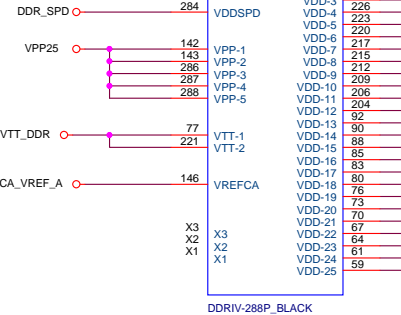 DDR_SPD 284 VDDSPD
VPP25 142 VPP-1
143 VPP-2
286 VPP-3
287 VPP-4
288 VPP-5
VTT_DDR 77 VTT-1
221 VTT-2
CA_VREF_A 146 VREFCA
X3 X3
X2 X2
X1 X1
VDD-3
VDD-4 226
VDD-5 223
VDD-6 220
VDD-7 217
VDD-8 215
VDD-9 212
VDD-10 209
VDD-11 206
VDD-12 204
VDD-13 92
VDD-14 90
VDD-15 88
VDD-16 85
VDD-17 83
VDD-18 80
VDD-19 76
VDD-20 73
VDD-21 70
VDD-22 67
VDD-23 64
VDD-24 61
VDD-25 59
DDRIV-288P_BLACK